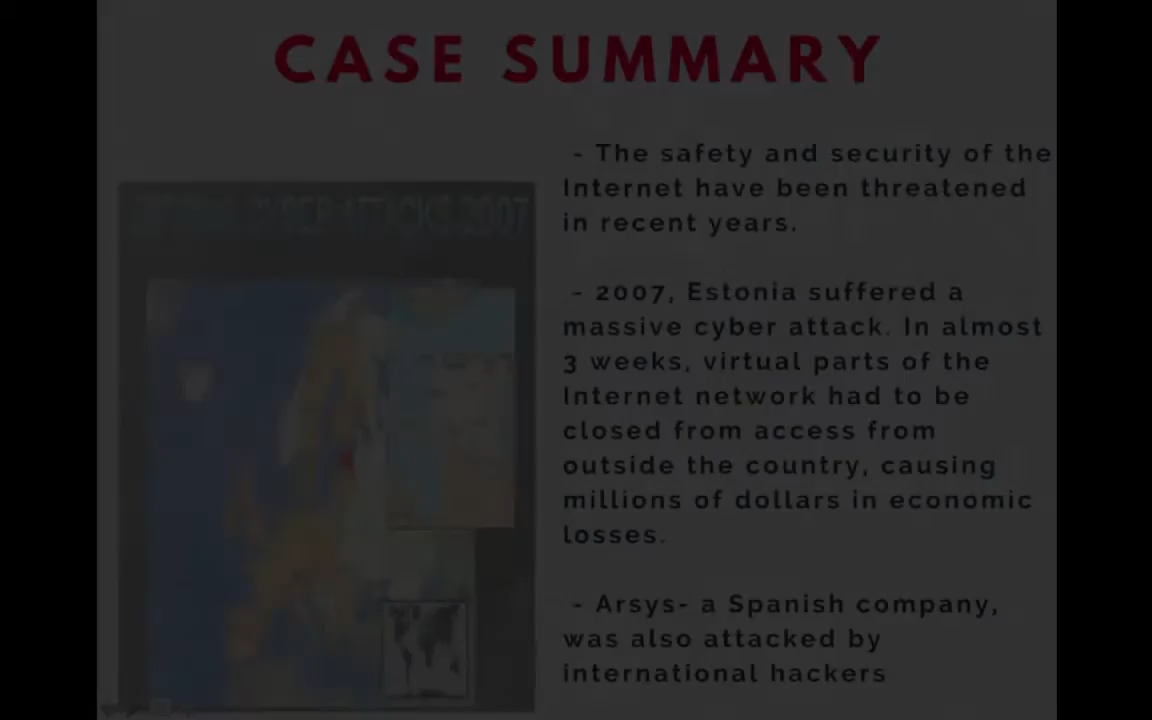 CASE SUMMARY
- The safety and security of the
Internet have been threatened
in recent years.
CYBER ATTACKS 2007
- 2007, Estonia suffered a
massive cyber attack. In almost
3 weeks, virtual parts of the
Internet network had to be
closed from access from
outside the country, causing
millions of dollars in economic
losses.
- Arsys- a Spanish company,
was also attacked by
international hackers